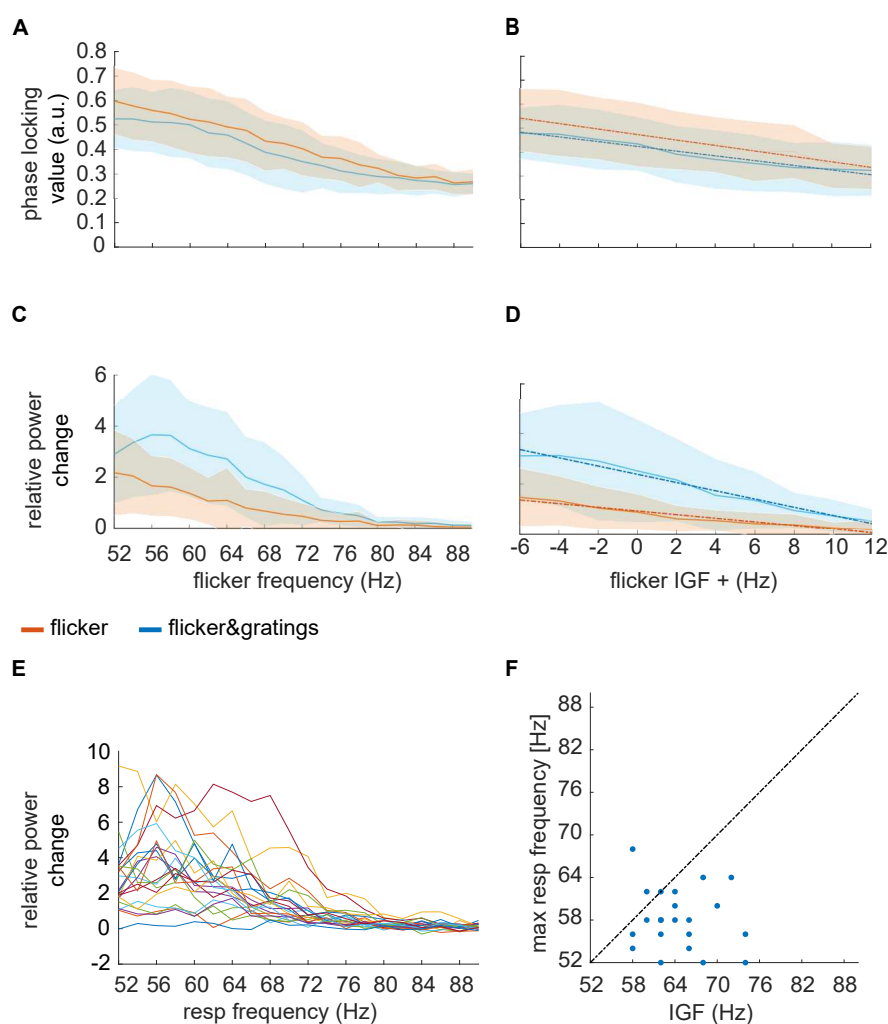 A
B
0.8
0.7
0.6
0.5
0.4
0.3
0.2
0.1
0
phase locking
value (a.u.)
C
D
6
4
2
0
relative power
change
52 56 60 64 68 72 76 80 84 88
flicker frequency (Hz)
-6 -4 -2 0 2 4 6 8 10 12
flicker IGF + (Hz)
flicker flicker&gratings
E
F
10
8
6
4
2
0
-2
relative power
change
52 56 60 64 68 72 76 80 84 88
resp frequency (Hz)
88
82
76
70
64
58
52
max resp frequency [Hz]
52 58 64 70 76 82 88
IGF (Hz)